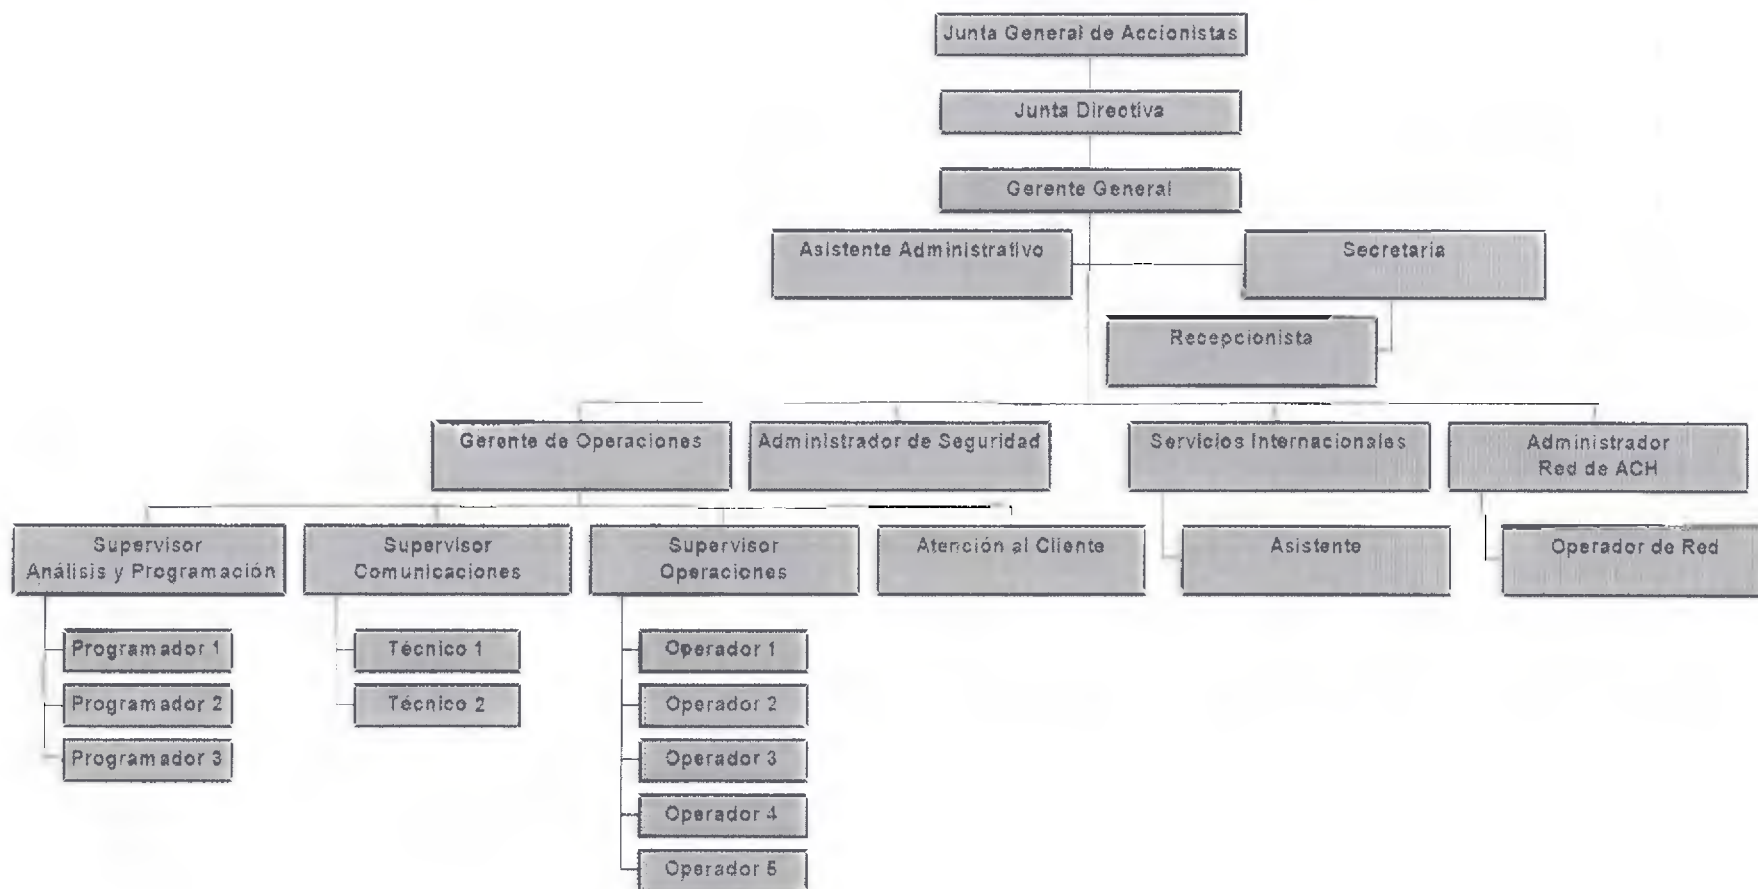 Junta General de Accionistas
Junta Directiva
Gerente General
Asistente Administrativo
Secretaria
Recepcionista
Gerente de Operaciones
Administrador de Seguridad
Servicios Internacionales
Administrador
Red de ACH
Supervisor
Análisis y Programación
Supervisor
Comunicaciones
Supervisor
Operaciones
Atención al Cliente
Asistente
Operador de Red
Programador 1
Programador 2
Programador 3
Técnico 1
Técnico 2
Operador 1
Operador 2
Operador 3
Operador 4
Operador 5